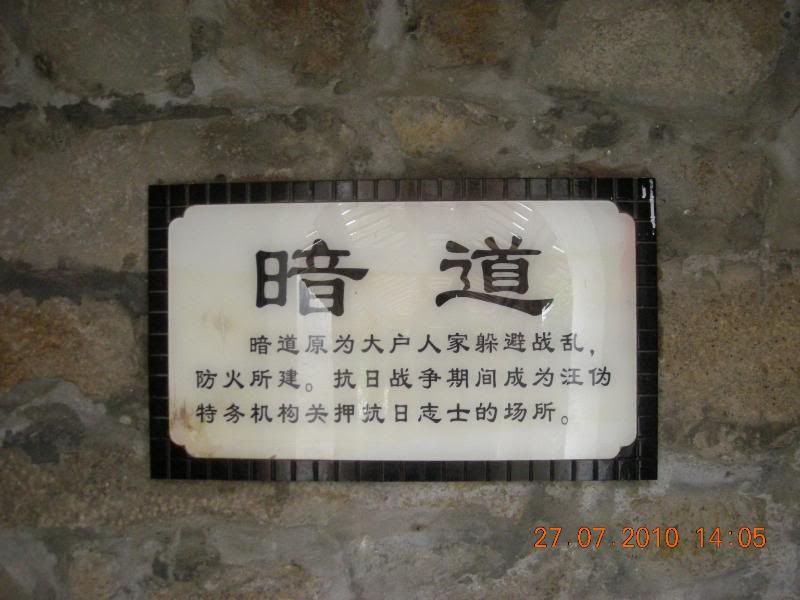 暗 道
暗道原为大户人家躲避战乱，
防火所建。抗日战争期间成为汪伪
特务机构关押抗日志士的场所。
27.07.2010 14:05